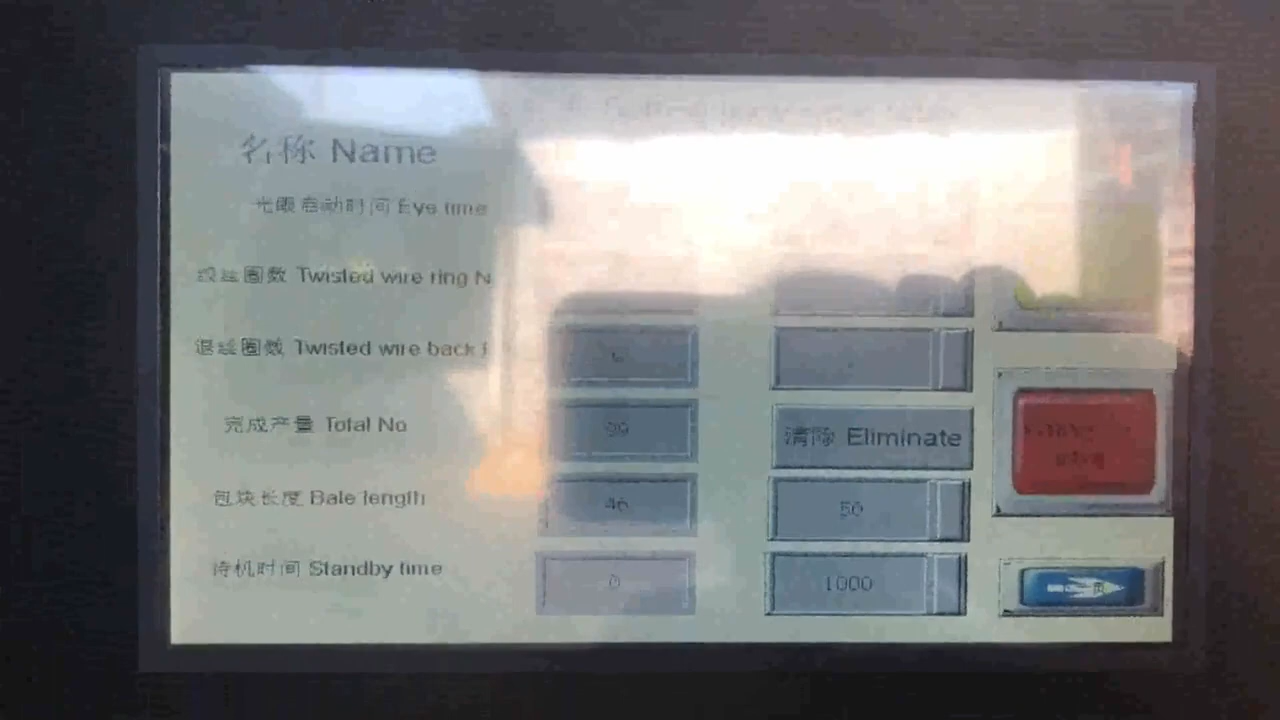 名称 Name
光眼启动时间 Eye time
绞丝圈数 Twisted wire ring N
退丝圈数 Twisted wire back
6
完成产量 Total No
99
清除 Eliminate
包块长度 Bale length
46
50
待机时间 Standby time
0
1000